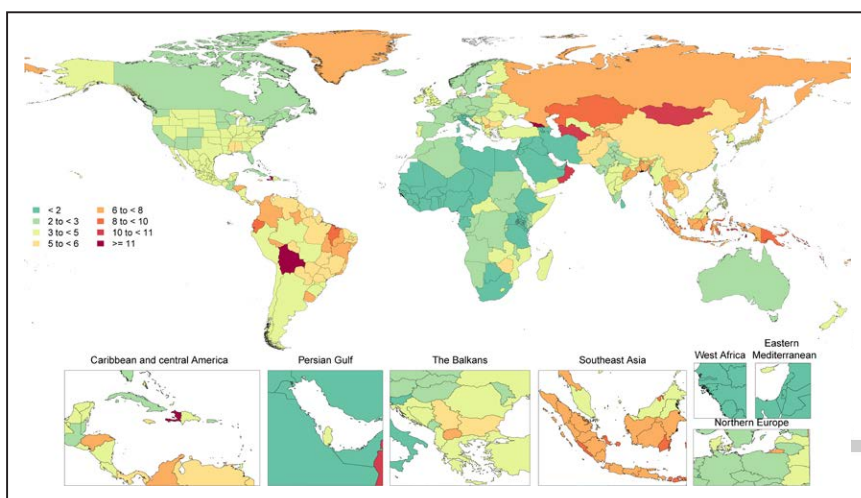 < 2
2 to < 3
3 to < 5
5 to < 6
6 to < 8
8 to < 10
10 to < 11
>= 11
Caribbean and central America
Persian Gulf
The Balkans
Southeast Asia
West Africa
Eastern
Mediterranean
Northern Europe